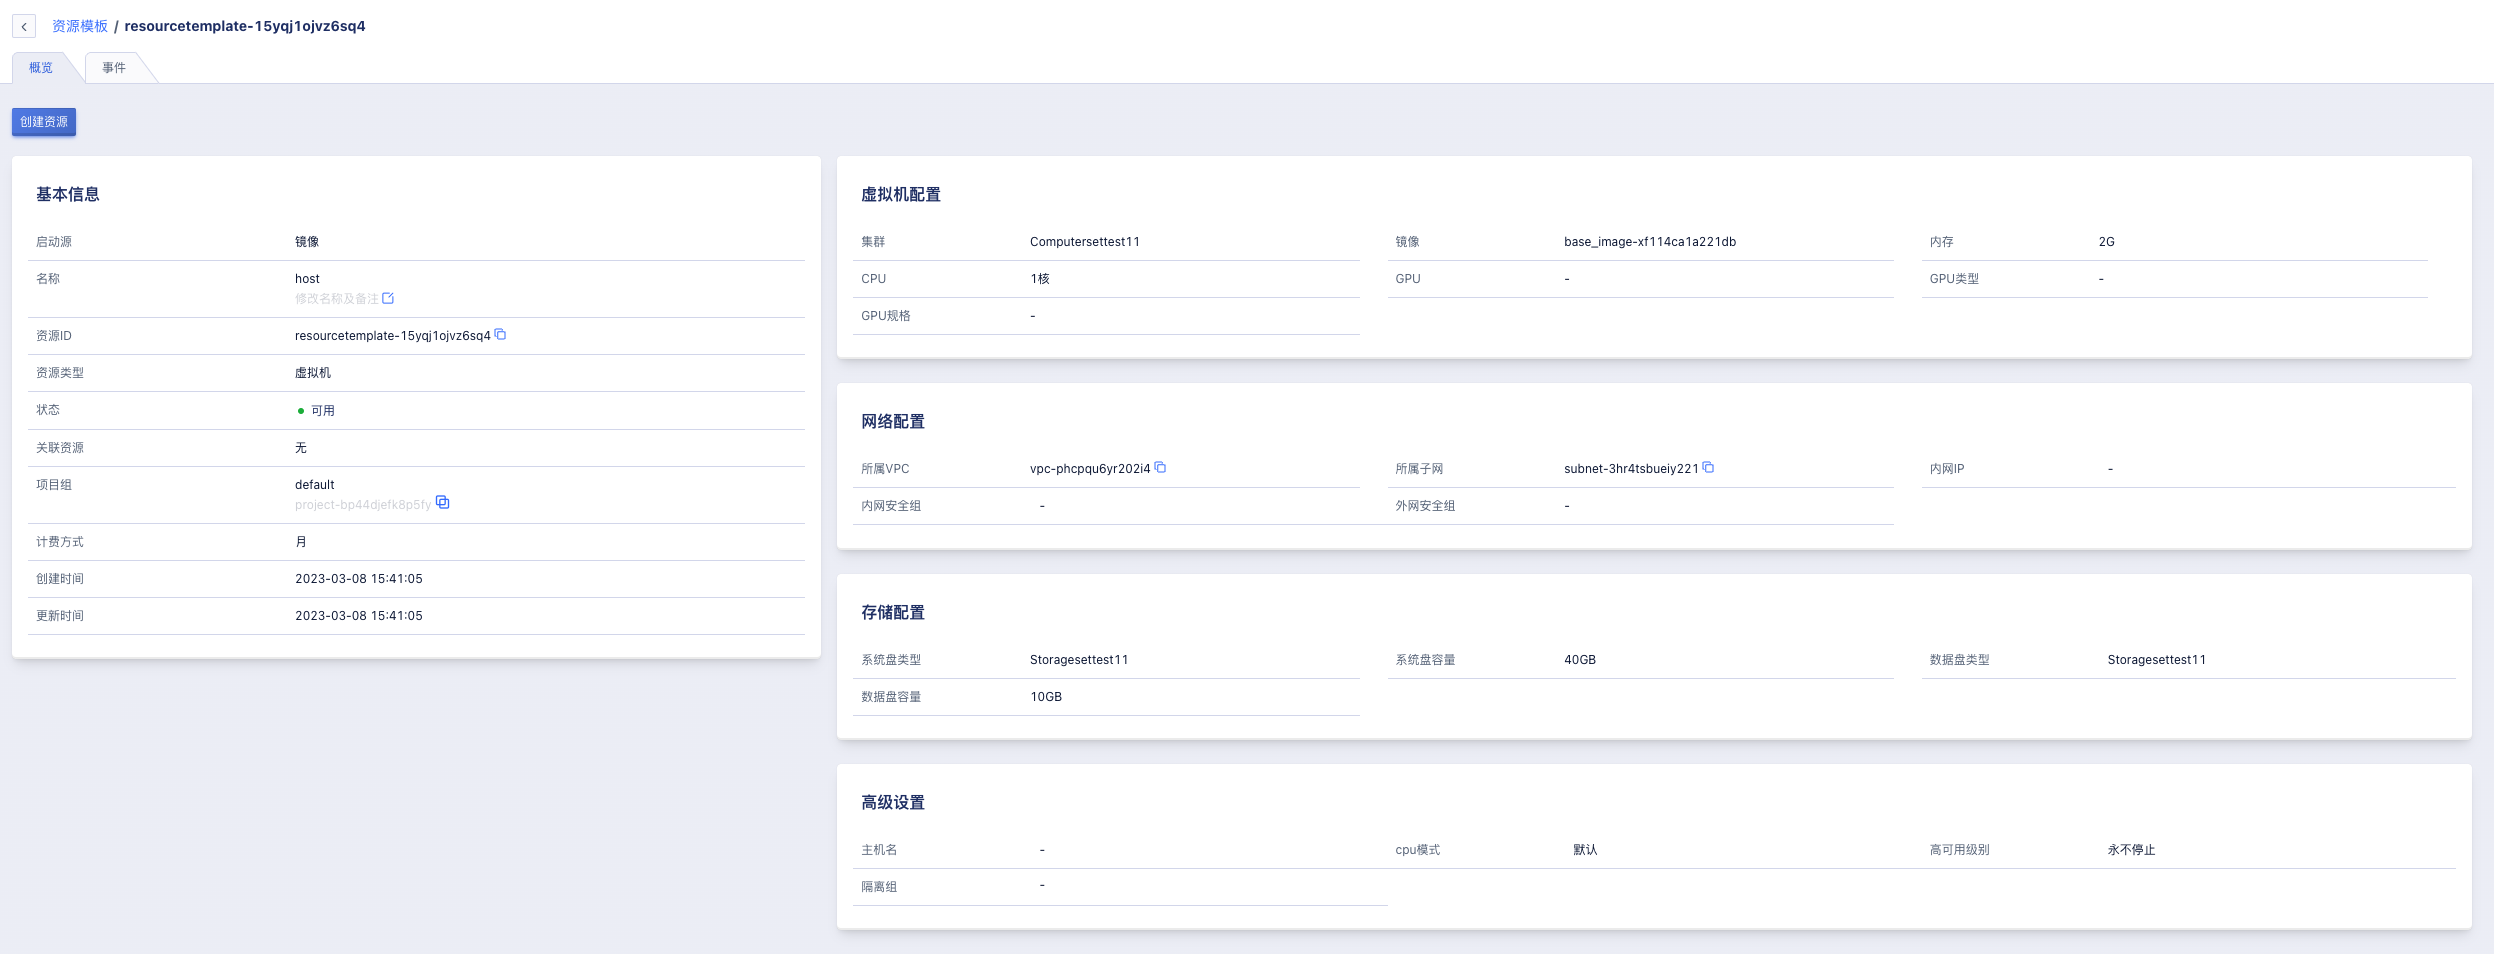 资源模板 / resourcetemplate-15yqj1ojvz6sq4
概览 事件
创建资源
基本信息
启动源 镜像
名称 host
修改名称及备注
资源ID resourcetemplate-15yqj1ojvz6sq4
资源类型 虚拟机
状态 可用
关联资源 无
项目组 default
project-bp44djefk8p5fy
计费方式 月
创建时间 2023-03-08 15:41:05
更新时间 2023-03-08 15:41:05
虚拟机配置
集群 Computersettest11 镜像 base_image-xf114ca1a221db 内存 2G
CPU 1核 GPU - GPU类型 -
GPU规格 -
网络配置
所属VPC vpc-phcpqu6yr202i4 所属子网 subnet-3hr4tsbueiy221 内网IP -
内网安全组 - 外网安全组 -
存储配置
系统盘类型 Storagesettest11 系统盘容量 40GB 数据盘类型 Storagesettest11
数据盘容量 10GB
高级设置
主机名 - cpu模式 默认 高可用级别 永不停止
隔离组 -